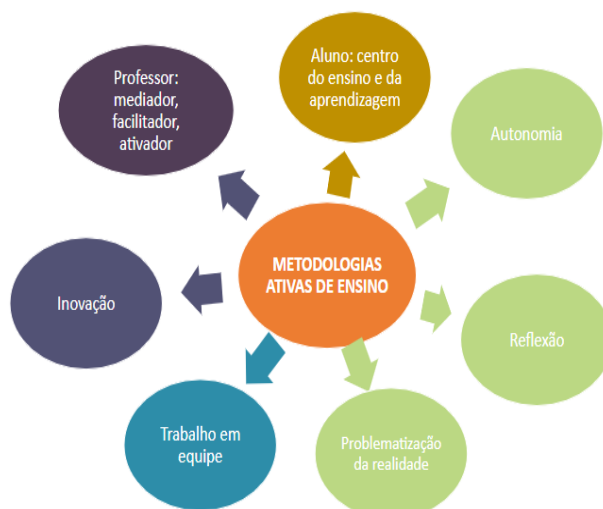 Professor:
mediador,
facilitador,
ativador
Aluno: centro
do ensino e da
aprendizagem
Autonomia
METODOLOGIAS
ATIVAS DE ENSINO
Inovação
Reflexão
Trabalho em
equipe
Problematização
da realidade